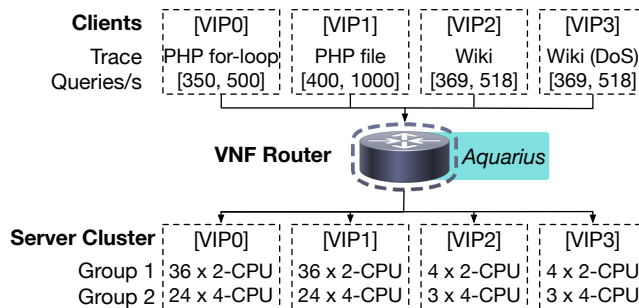 Clients [VIP0] [VIP1] [VIP2] [VIP3]
Trace PHP for-loop PHP file Wiki Wiki (DoS)
Queries/s [350, 500] [400, 1000] [369, 518] [369, 518]
VNF Router Aquarius
Server Cluster [VIP0] [VIP1] [VIP2] [VIP3]
Group 1 36 x 2-CPU 36 x 2-CPU 4 x 2-CPU 4 x 2-CPU
Group 2 24 x 4-CPU 24 x 4-CPU 3 x 4-CPU 3 x 4-CPU